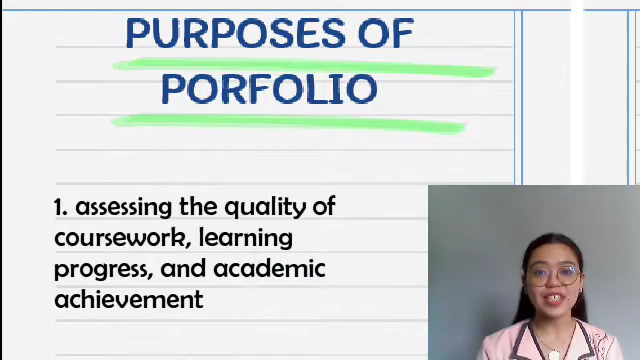 PURPOSES OF
PORFOLIO
1. assessing the quality of
coursework, learning
progress, and academic
achievement